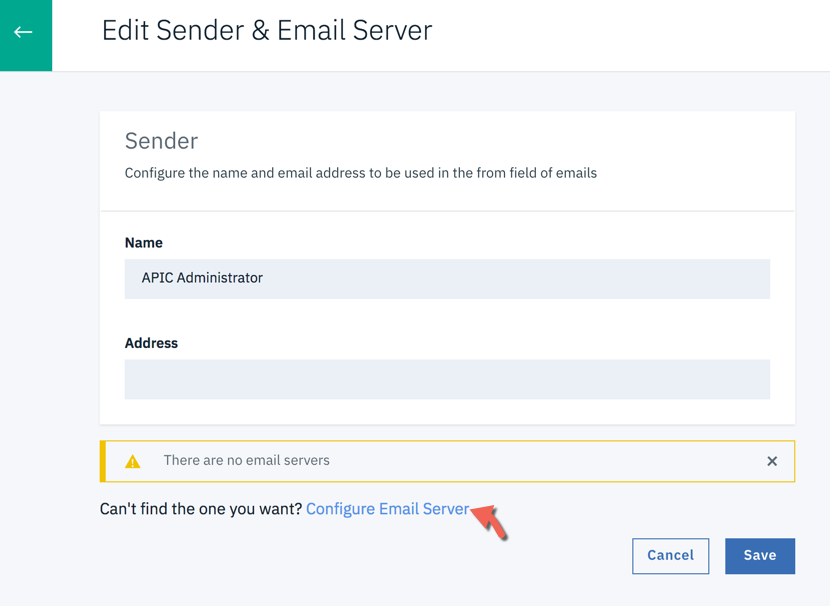 Edit Sender & Email Server
Sender
Configure the name and email address to be used in the from field of emails
Name
APIC Administrator
Address
There are no email servers
Can't find the one you want? Configure Email Server
Cancel
Save